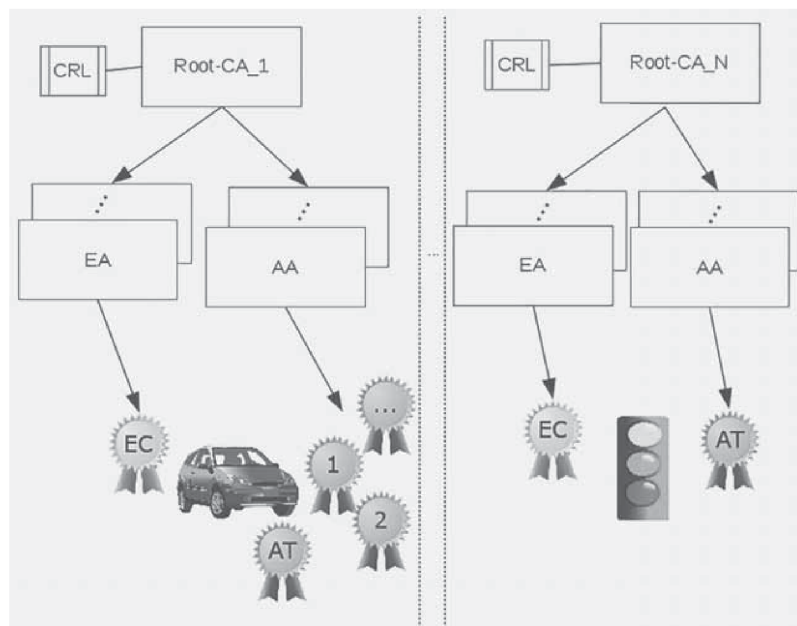 CRL
Root-CA_1
EA
AA
EC
...
1
2
AT
...
CRL
Root-CA_N
EA
AA
EC
AT